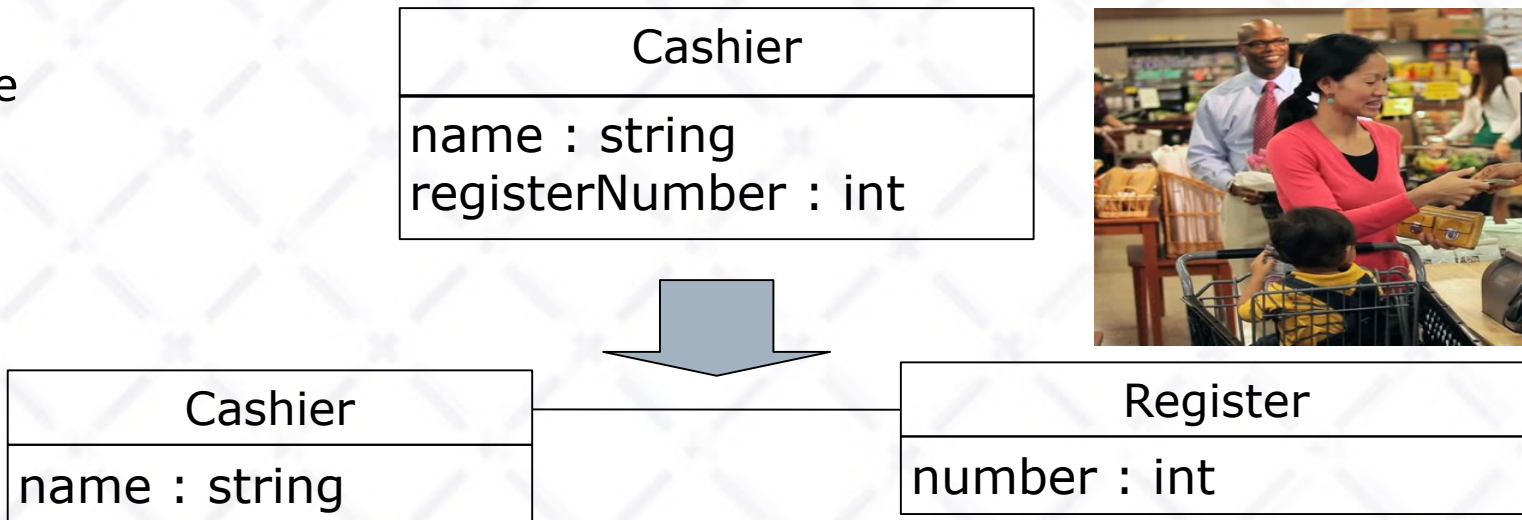 e
Cashier
name : string
registerNumber : int
Cashier
name : string
Register
number : int